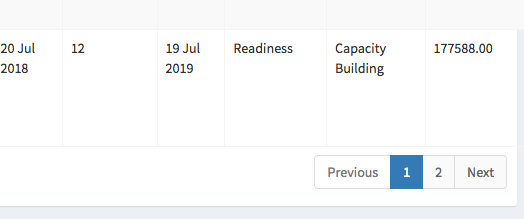 20 Jul 12 19 Jul Readiness Capacity 177588.00
2018 2019 Building
Previous 1 2 Next